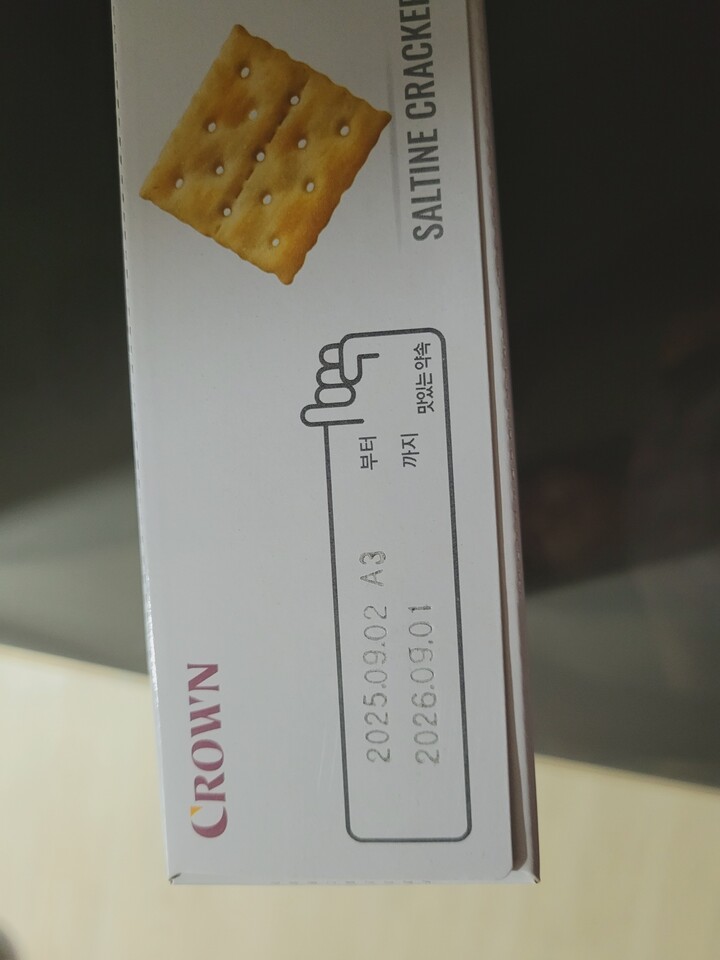 CROWN
2025.09.02 A3 부터
2026.09.01 까지
맛있는 약속
SALTINE CRACKER